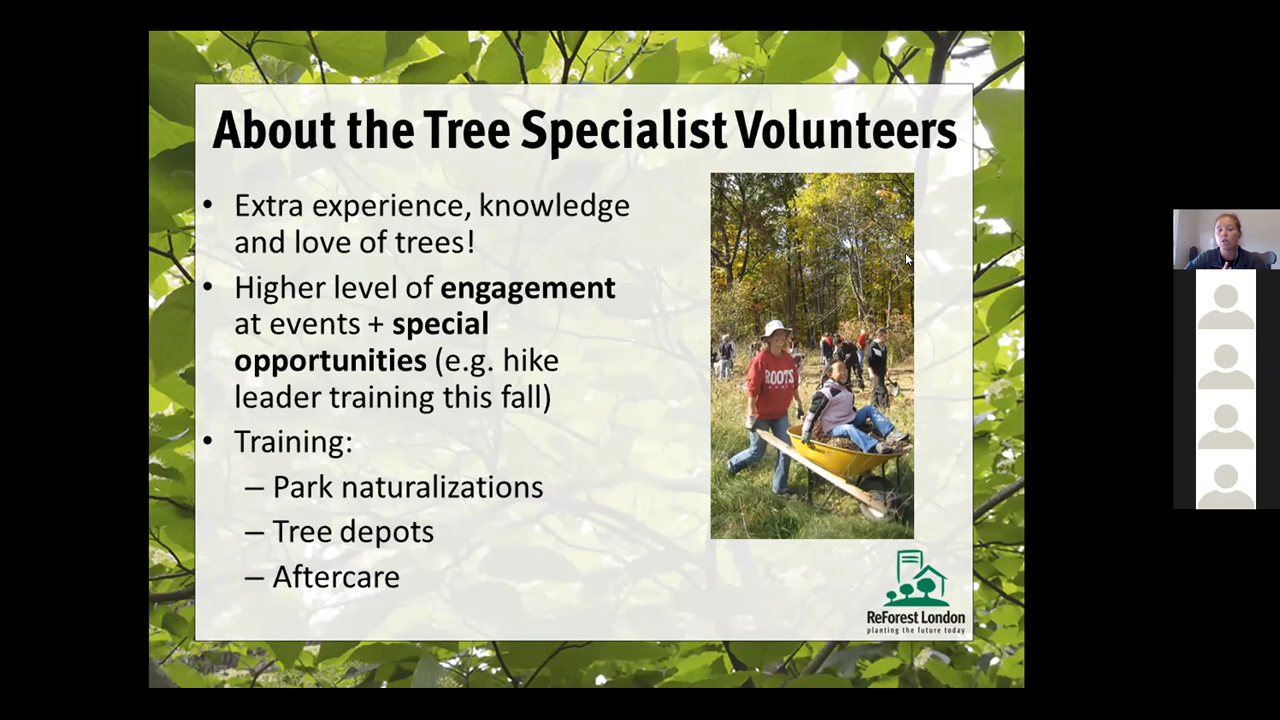 About the Tree Specialist Volunteers
• Extra experience, knowledge
and love of trees!
• Higher level of engagement
at events + special
opportunities (e.g. hike
leader training this fall)
• Training:
– Park naturalizations
– Tree depots
– Aftercare
ROOTS
ReForest London
planting the future today